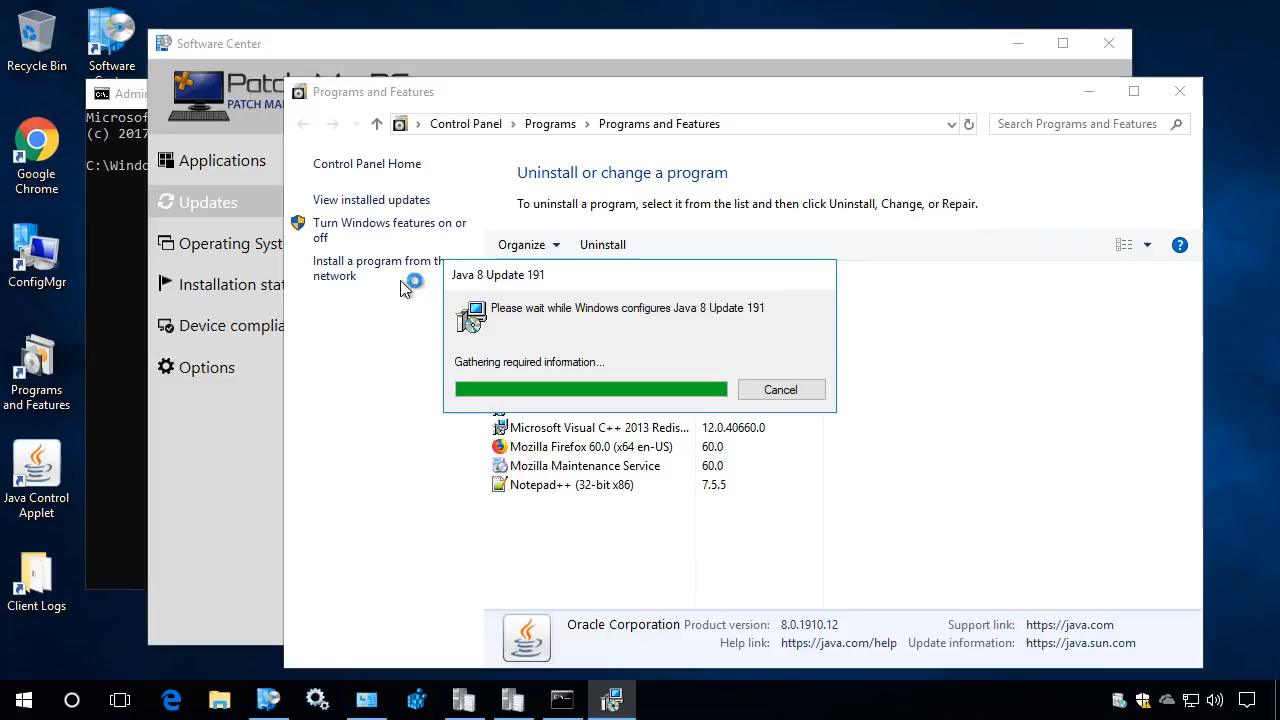 Recycle Bin
Software
Software Center
Admin
Microsof
(c) 2017
C:\Windo
PATCH MA
Programs and Features
Control Panel
Programs
Programs and Features
Search Programs and Features
Google
Chrome
Applications
Control Panel Home
Uninstall or change a program
Updates
View installed updates
To uninstall a program, select it from the list and then click Uninstall, Change, or Repair.
Turn Windows features on or
off
ConfigMgr
Operating Syst
Organize
Uninstall
Install a program from th
network
Installation stat
Java 8 Update 191
Please wait while Windows configures Java 8 Update 191
Device complia
Gathering required information...
Options
Cancel
Programs
and Features
Microsoft Visual C++ 2013 Redis...
12.0.40660.0
Mozilla Firefox 60.0 (x64 en-US)
60.0
Mozilla Maintenance Service
60.0
Notepad++ (32-bit x86)
7.5.5
Java Control
Applet
Client Logs
Oracle Corporation
Product version:
8.0.1910.12
Support link:
https://java.com
Help link:
https://java.com/help
Update information:
https://java.sun.com